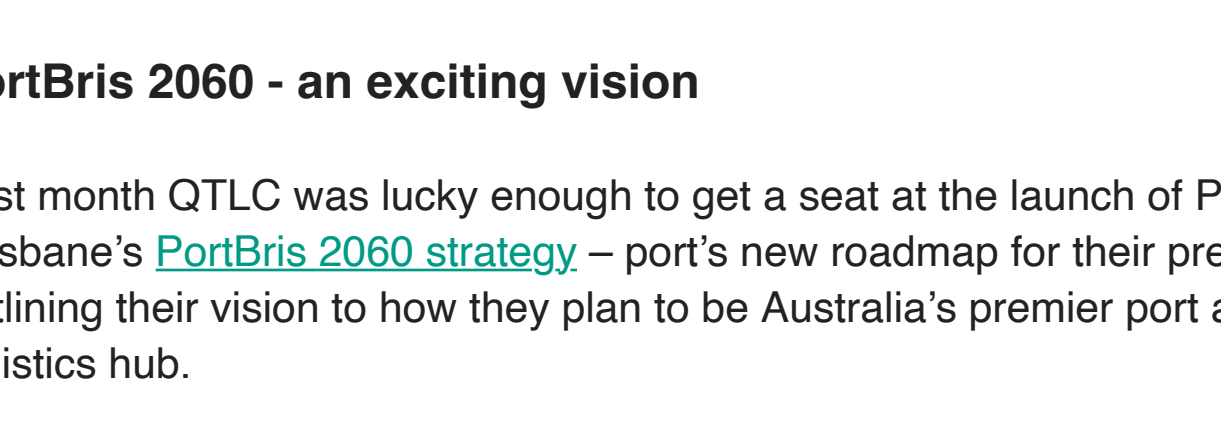 ortBris 2060 - an exciting vision
st month QTLC was lucky enough to get a seat at the launch of P
sbane’s PortBris 2060 strategy – port’s new roadmap for their pre
tlining their vision to how they plan to be Australia’s premier port a
istics hub.